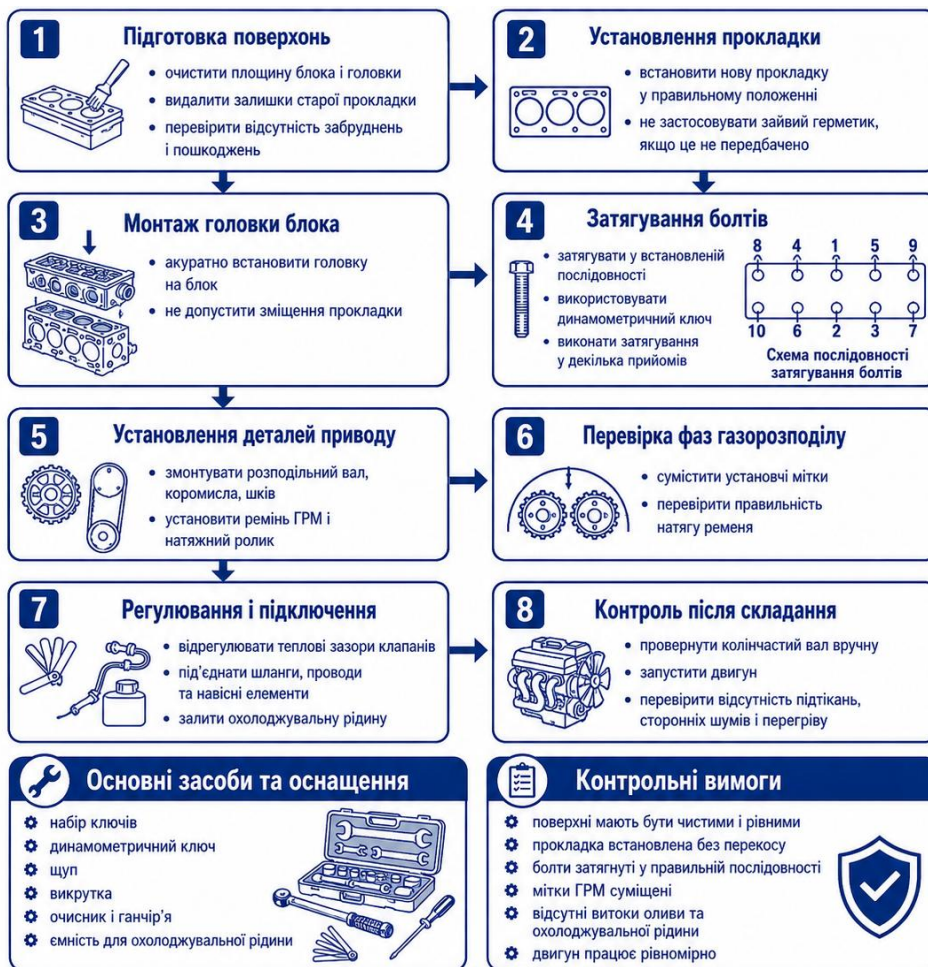 1
Підготовка поверхонь
• очистити площину блока і головки
• видалити залишки старої прокладки
• перевірити відсутність забруднень
і пошкоджень
2
Установлення прокладки
• встановити нову прокладку
у правильному положенні
• не застосовувати зайвий герметик,
якщо це не передбачено
3
Монтаж головки блока
• акуратно встановити головку
на блок
• не допустити зміщення прокладки
4
Затягування болтів
• затягувати у встановленій
послідовності
• використовувати
динамометричний ключ
• виконати затягування
у декілька прийомів
8 4 1 5 9
10 6 2 3 7
Схема послідовності
затягування болтів
5
Установлення деталей приводу
• змонтувати розподільний вал,
коромисла, шків
• установити ремінь ГРМ і
натяжний ролик
6
Перевірка фаз газорозподілу
• сумістити установчі мітки
• перевірити правильність
натягу ременя
7
Регулювання і підключення
• відрегулювати теплові зазори клапанів
• під’єднати шланги, проводи
та навісні елементи
• залити охолоджувальну рідину
8
Контроль після складання
• провернути колінчастий вал вручну
• запустити двигун
• перевірити відсутність підтікань,
сторонніх шумів і перегріву
Основні засоби та оснащення
набір ключів
динамометричний ключ
щуп
викрутка
очисник і ганчір’я
ємність для охолоджувальної рідини
Контрольні вимоги
поверхні мають бути чистими і рівними
прокладка встановлена без перекосу
болти затягнуті у правильній послідовності
мітки ГРМ суміщені
відсутні витоки оливи та
охолоджувальної рідини
двигун працює рівномірно